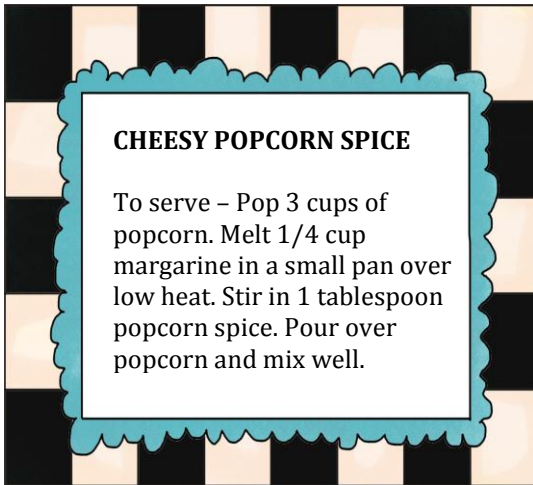 CHEESY POPCORN SPICE
To serve – Pop 3 cups of
popcorn. Melt 1/4 cup
margarine in a small pan over
low heat. Stir in 1 tablespoon
popcorn spice. Pour over
popcorn and mix well.